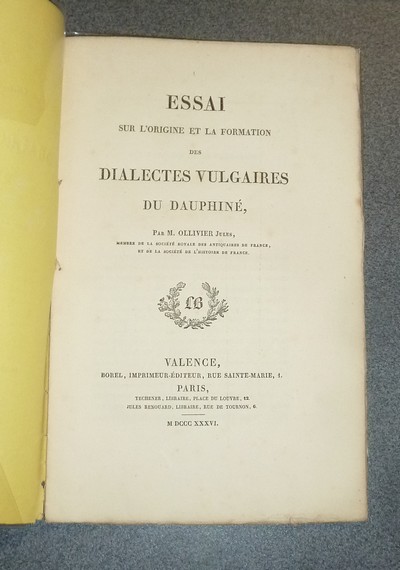 ESSAI
SUR L'ORIGINE ET LA FORMATION
DES
DIALECTES VULGAIRES
DU DAUPHINÉ,
PAR M. OLLIVIER JULES,
MEMBRE DE LA SOCIÉTÉ ROYALE DES ANTIQUAIRES DE FRANCE,
ET DE LA SOCIÉTÉ DE L'HISTOIRE DE FRANCE.
LB
VALENCE,
BOREL, IMPRIMEUR-ÉDITEUR, RUE SAINTE-MARIE, 1.
PARIS,
TECHENER, LIBRAIRE, PLACE DU LOUVRE, 12.
JULES RENOUARD, LIBRAIRE, RUE DE TOURNON, 6.
M DCCC XXXVI.